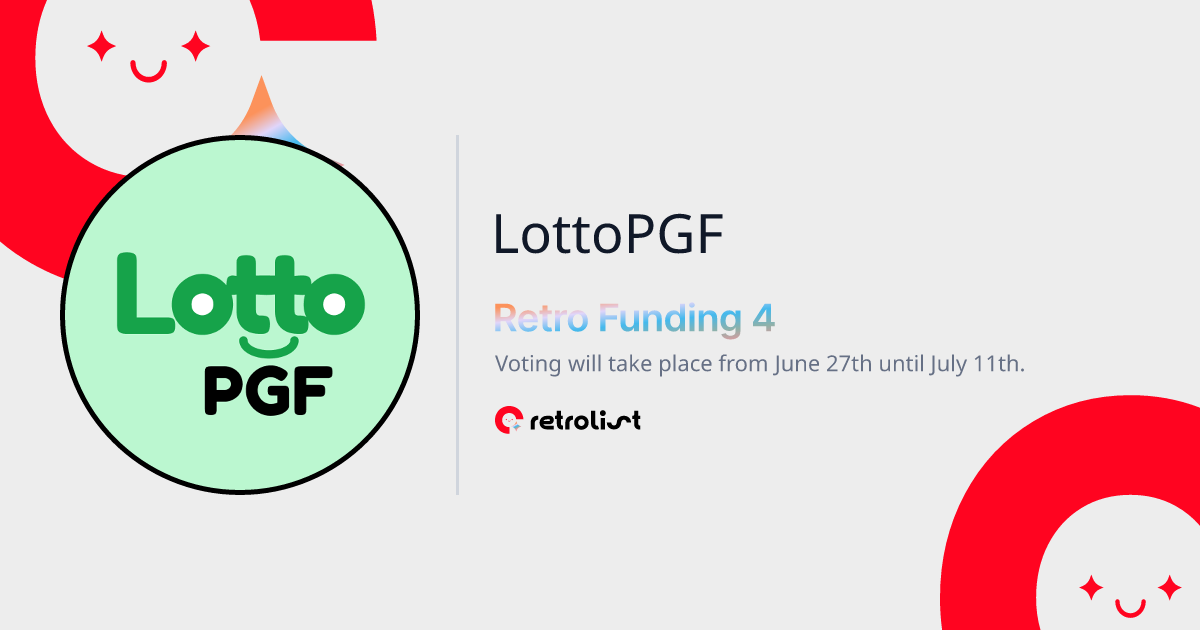 Lotto
PGF
LottoPGF
Retro Funding 4
Voting will take place from June 27th until July 11th.
retrolist